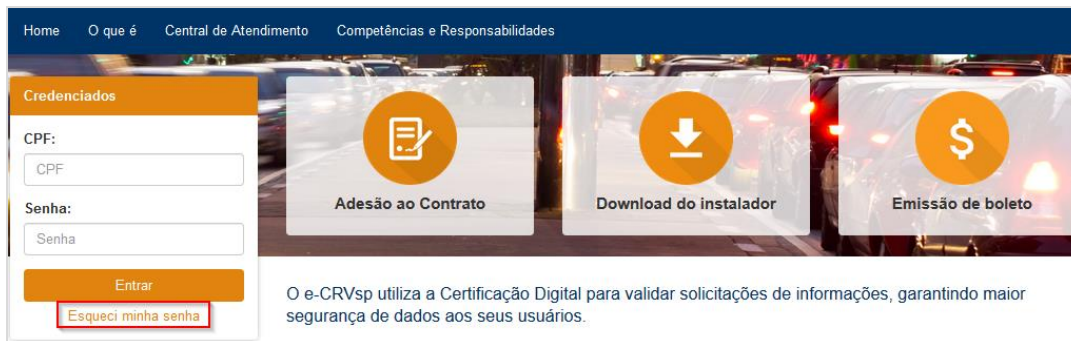 Home O que é Central de Atendimento Competências e Responsabilidades
Credenciados
CPF:
CPF
Senha:
Senha
Entrar
Esqueci minha senha
Adesão ao Contrato
Download do instalador
Emissão de boleto
O e-CRVsp utiliza a Certificação Digital para validar solicitações de informações, garantindo maior
segurança de dados aos seus usuários.